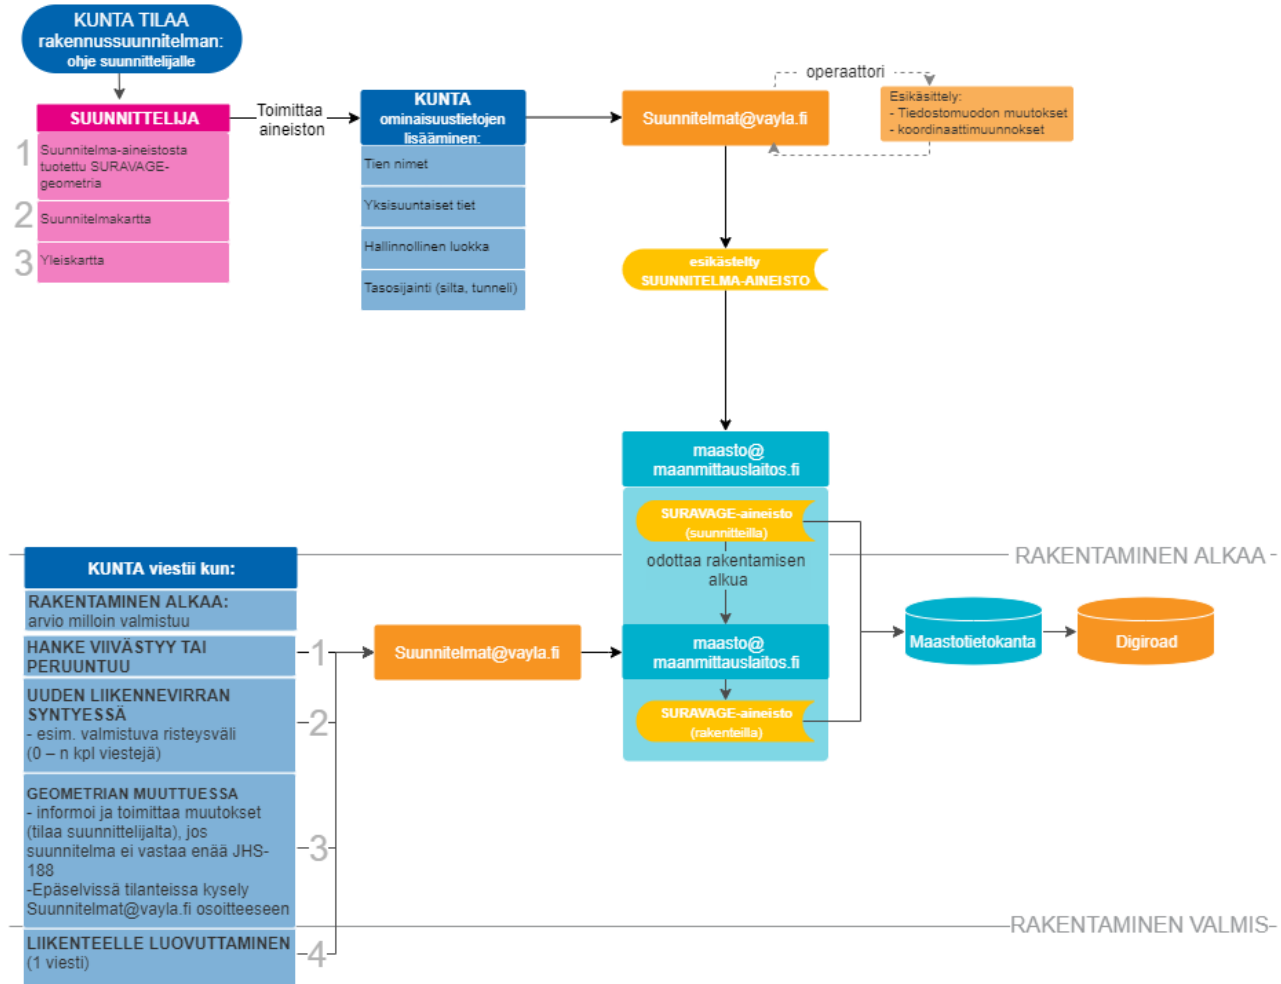 KUNTA TILAA
rakennussuunnitelman:
ohje suunnittelijalle
SUUNNITTELIJA
1
Suunnitelma-aineistosta
tuotettu SURAVAGE-
geometria
2
Suunnitelmakartta
3
Yleiskartta
Toimittaa
aineiston
KUNTA
ominaisuustietojen
lisääminen:
Tien nimet
Yksisuuntaiset tiet
Hallinnollinen luokka
Tasosijainti (silta, tunneli)
Suunnitelmat@vayla.fi
operaattori
Esikäsittely:
- Tiedostomuodon muutokset
- koordinaattimuunnokset
esikästelty
SUUNNITELMA-AINEISTO
maasto@
maanmittauslaitos.fi
SURAVAGE-aineisto
(suunnitteilla)
odottaa rakentamisen
alkua
maasto@
maanmittauslaitos.fi
SURAVAGE-aineisto
(rakenteilla)
RAKENTAMINEN ALKAA
Maastotietokanta
Digiroad
KUNTA viestii kun:
RAKENTAMINEN ALKAA:
arvio milloin valmistuu
HANKE VIIVÄSTYY TAI
PERUUNTUU
1
UUDEN LIIKENNEVIRRAN
SYNTYESSÄ
- esim. valmistuva risteysväli
(0 – n kpl viestejä)
2
GEOMETRIAN MUUTTUESSA
- informoi ja toimittaa muutokset
(tilaa suunnittelijalta), jos
suunnitelma ei vastaa enää JHS-
188
-Epäselvissä tilanteissa kysely
Suunnitelmat@vayla.fi osoitteeseen
3
LIIKENTEELLE LUOVUTTAMINEN
(1 viesti)
4
Suunnitelmat@vayla.fi
RAKENTAMINEN VALMIS